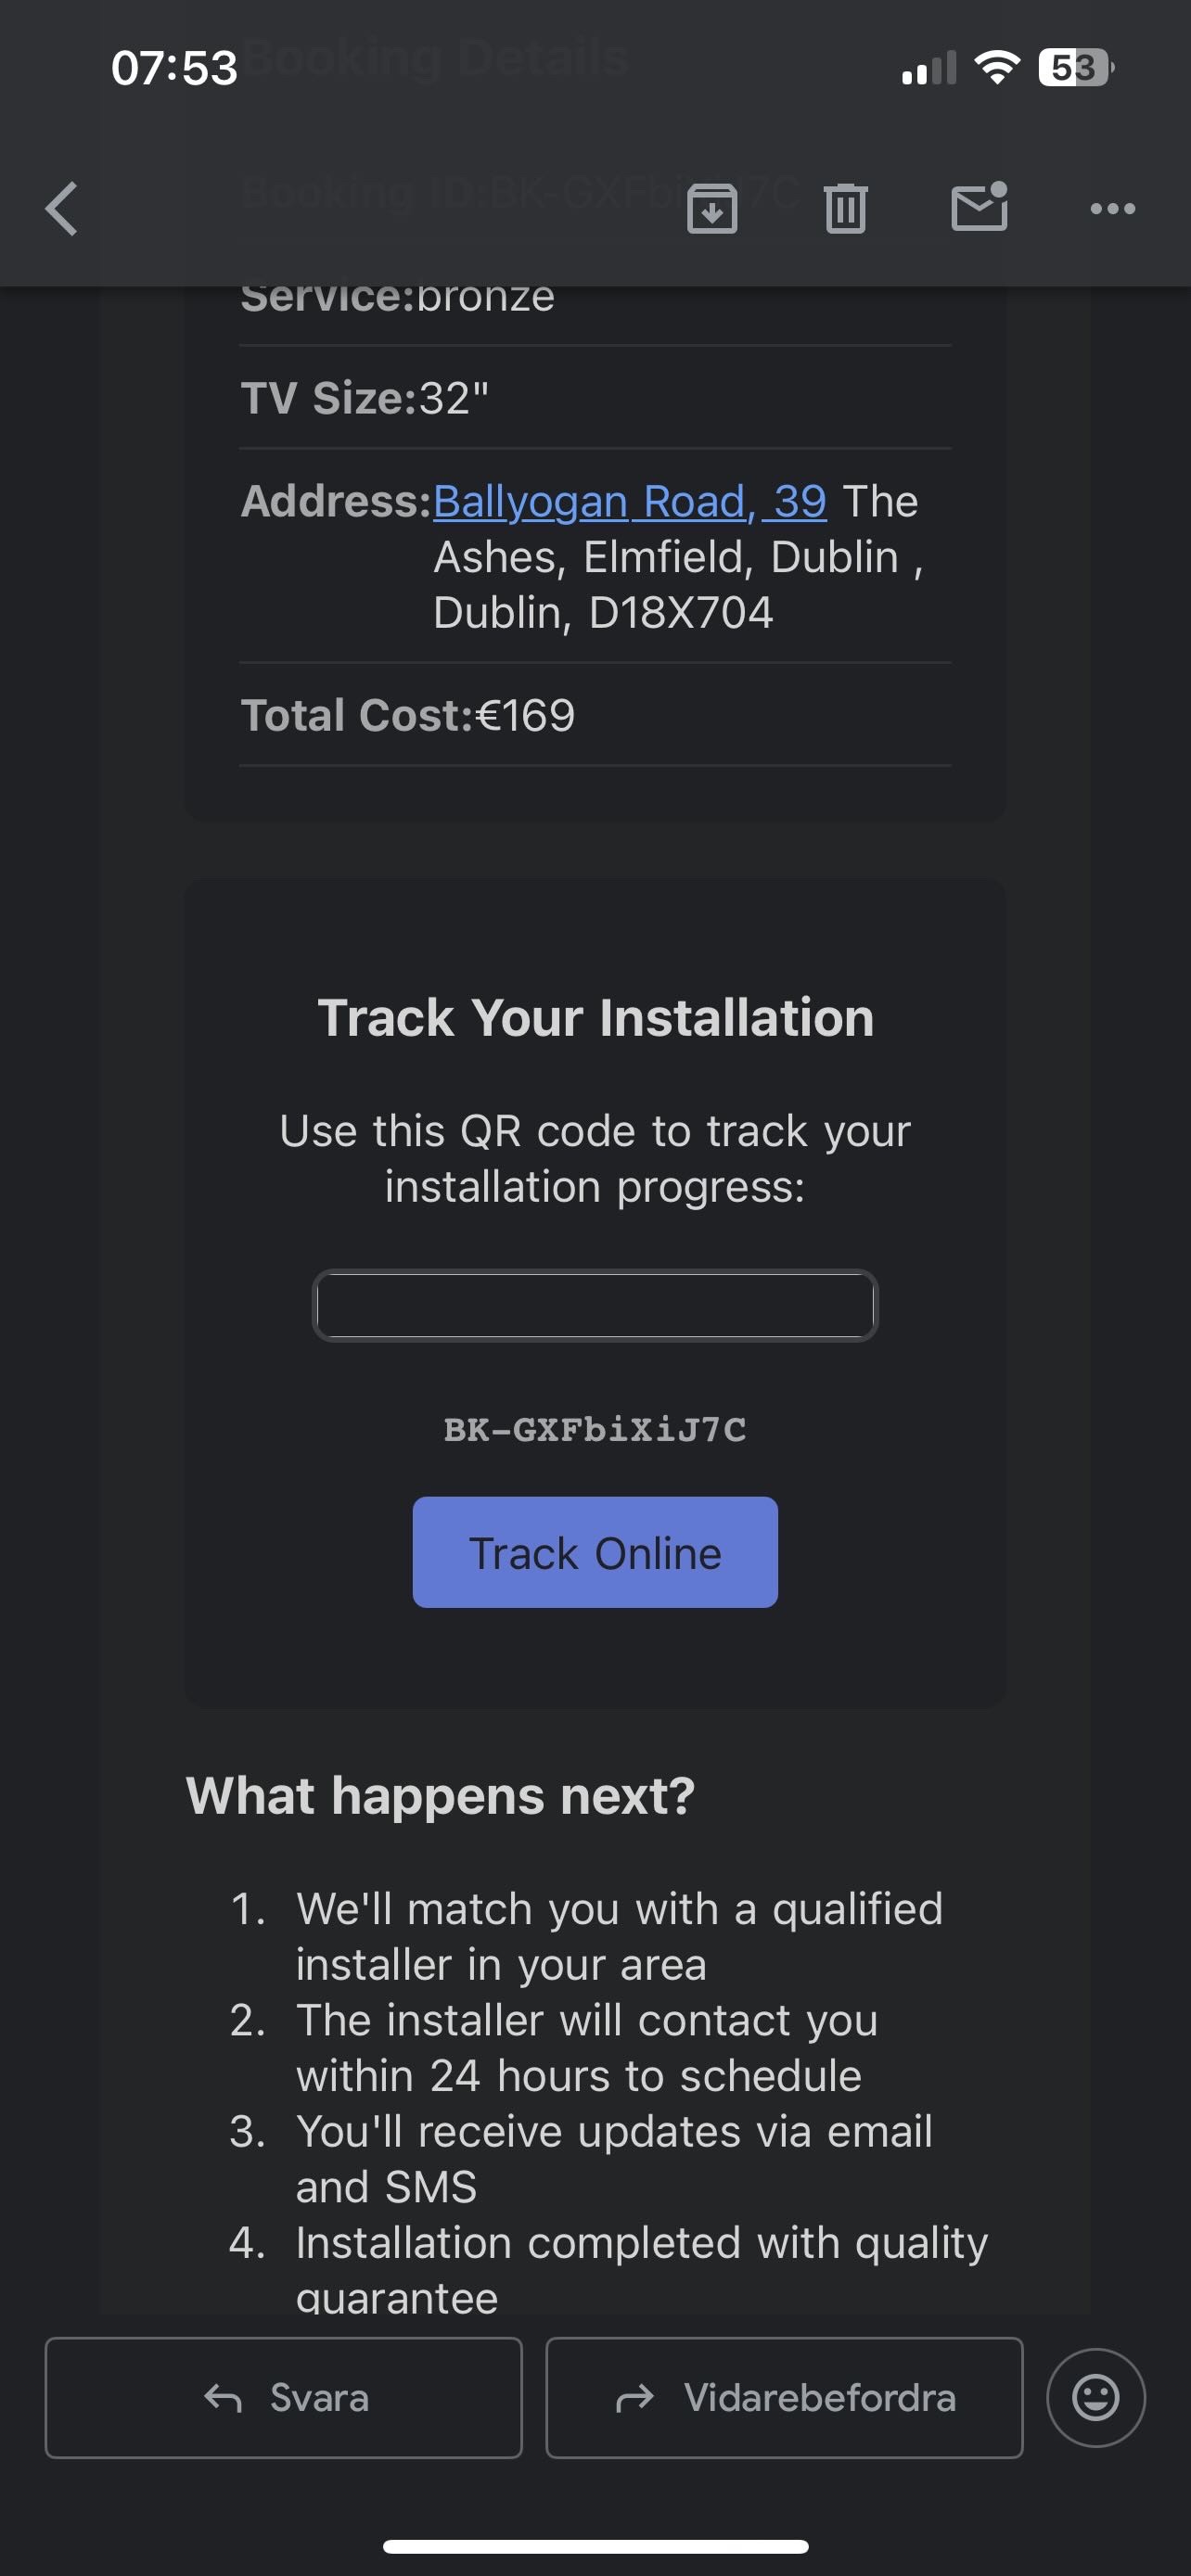 07:53
53
Booking Details
Booking ID:BK-GXFbiXiJ7C
Service:bronze
TV Size:32"
Address:Ballyogan Road, 39 The
Ashes, Elmfield, Dublin ,
Dublin, D18X704
Total Cost:€169
Track Your Installation
Use this QR code to track your
installation progress:
BK-GXFbiXiJ7C
Track Online
What happens next?
1. We'll match you with a qualified
installer in your area
2. The installer will contact you
within 24 hours to schedule
3. You'll receive updates via email
and SMS
4. Installation completed with quality
guarantee
Svara
Vidarebefordra